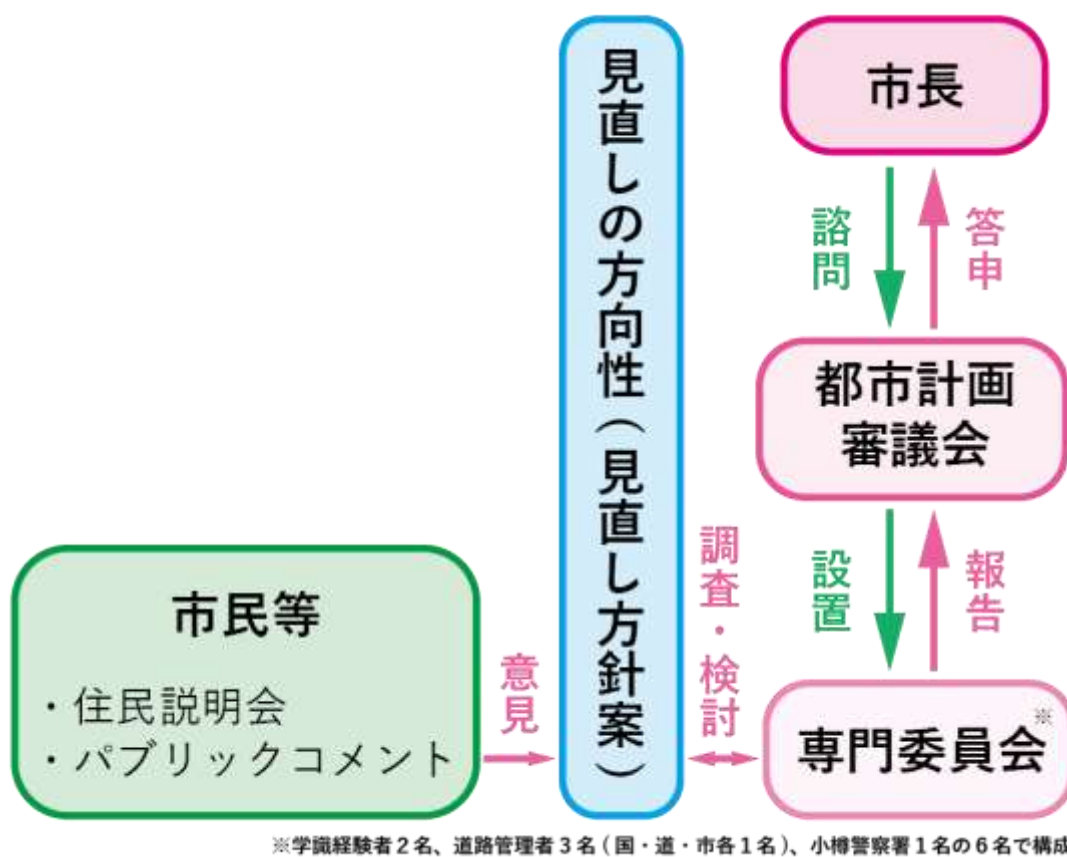 市長
諮問
答申
都市計画
審議会
設置
報告
専門委員会※
見直しの方向性(見直し方針案)
調査・検討
市民等
・住民説明会
・パブリックコメント
意見
※学識経験者2名、道路管理者3名(国・道・市各1名)、小樽警察署1名の6名で構成